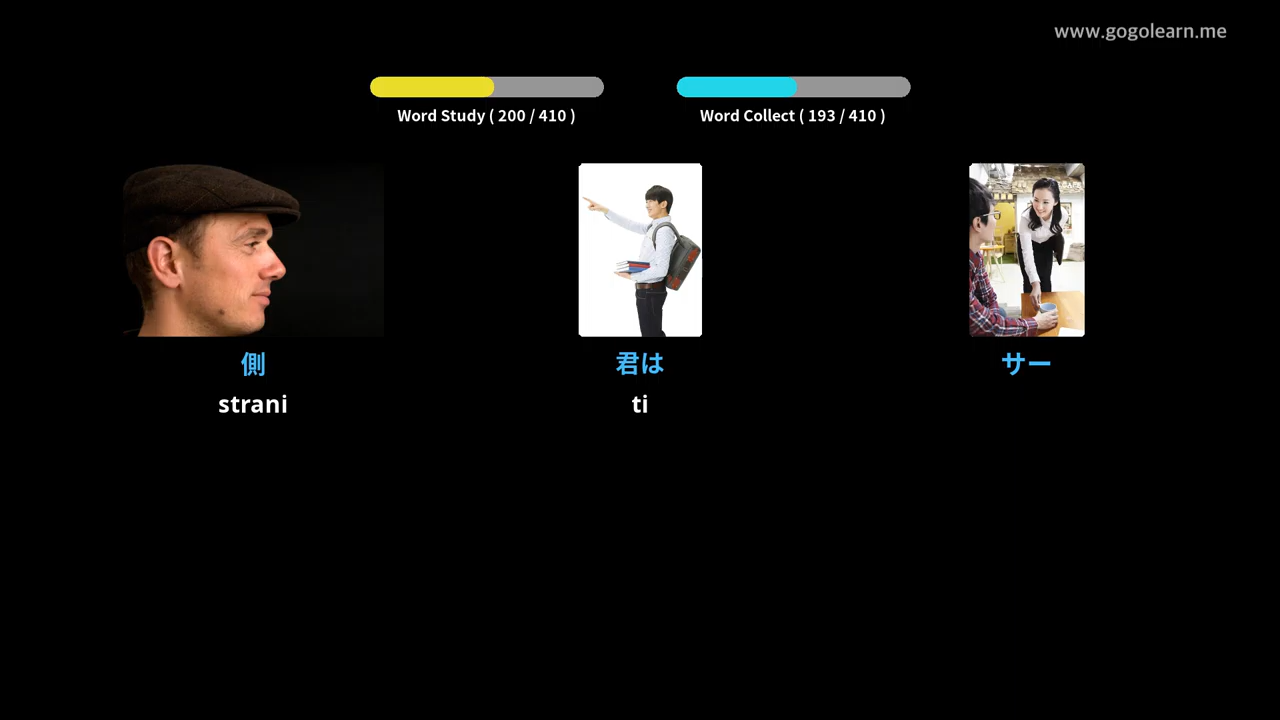 www.gogolearn.me
Word Study ( 200 / 410 )
Word Collect ( 193 / 410 )
側
君は
サー
strani
ti